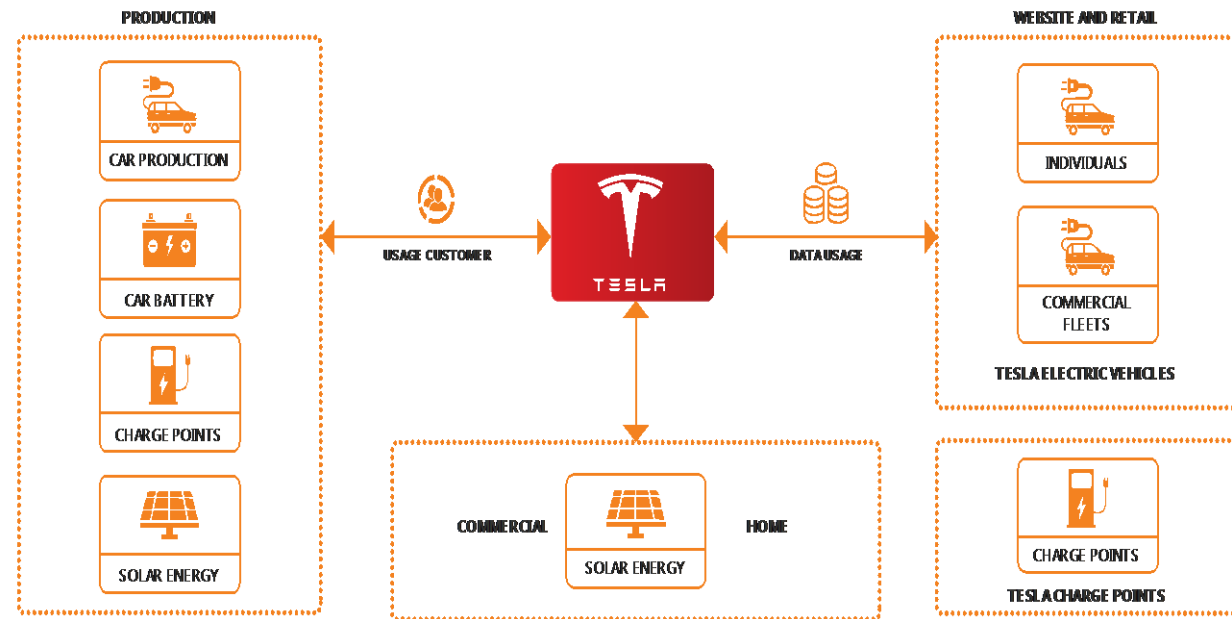 PRODUCTION
CAR PRODUCTION
CAR BATTERY
CHARGE POINTS
SOLAR ENERGY
USAGE CUSTOMER
TESLA
DATA USAGE
COMMERCIAL
SOLAR ENERGY
HOME
WEBSITE AND RETAIL
INDIVIDUALS
COMMERCIAL
FLEETS
TESLA ELECTRIC VEHICLES
CHARGE POINTS
TESLA CHARGE POINTS